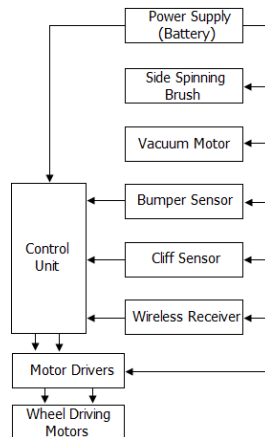 Power Supply
(Battery)
Side Spinning
Brush
Vacuum Motor
Bumper Sensor
Control
Unit
Cliff Sensor
Wireless Receiver
Motor Drivers
Wheel Driving
Motors